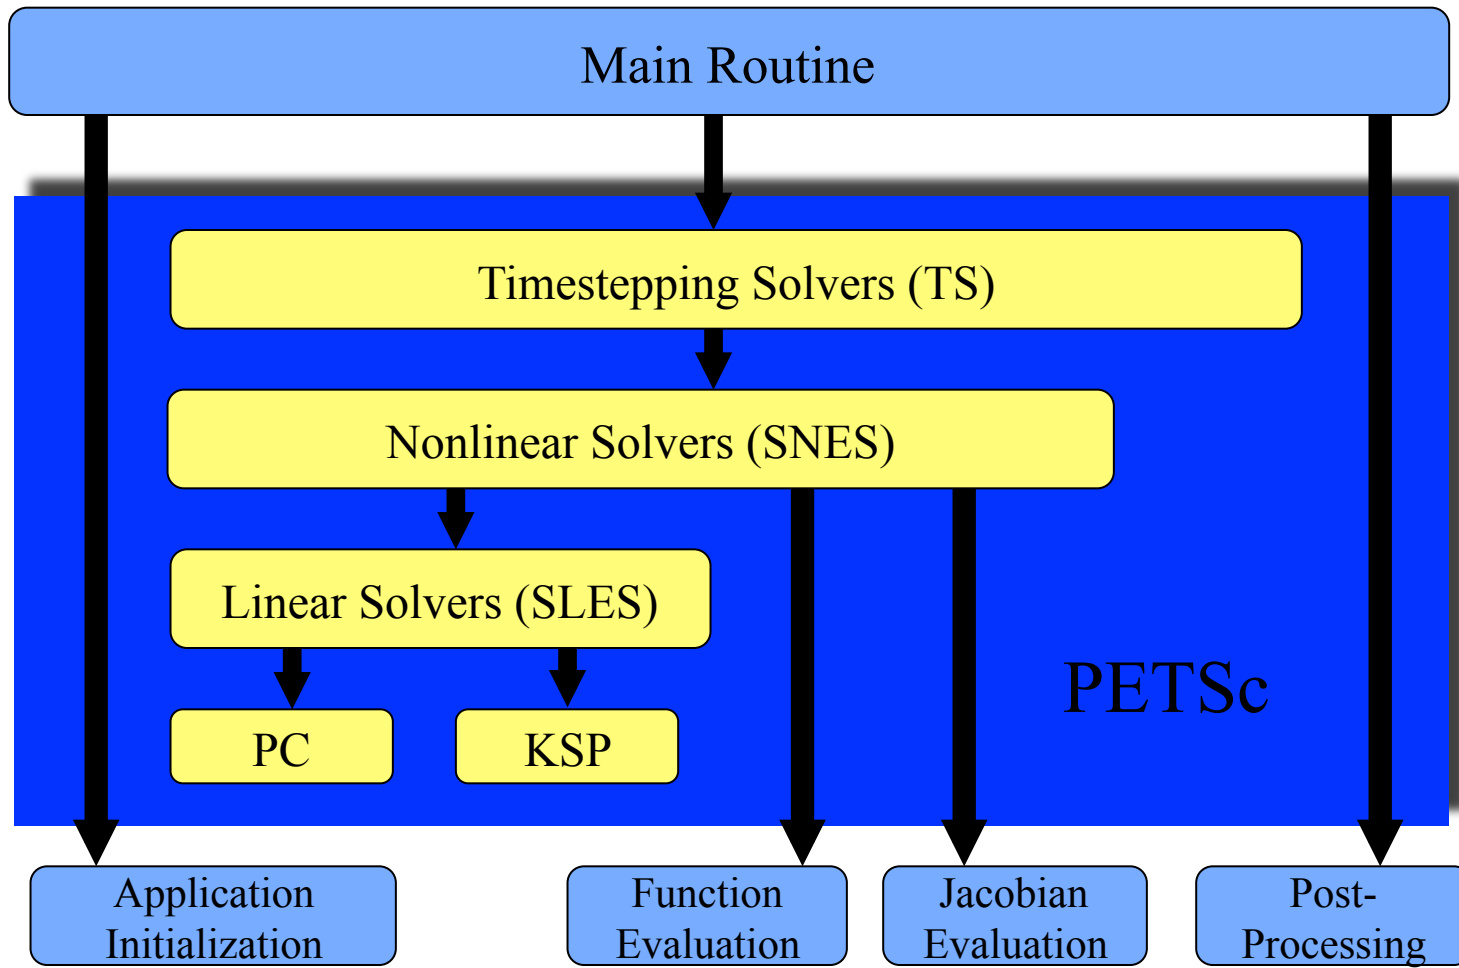 Main Routine
Timestepping Solvers (TS)
Nonlinear Solvers (SNES)
Linear Solvers (SLES)
PETSc
PC
KSP
Application
Initialization
Function
Evaluation
Jacobian
Evaluation
Post-
Processing